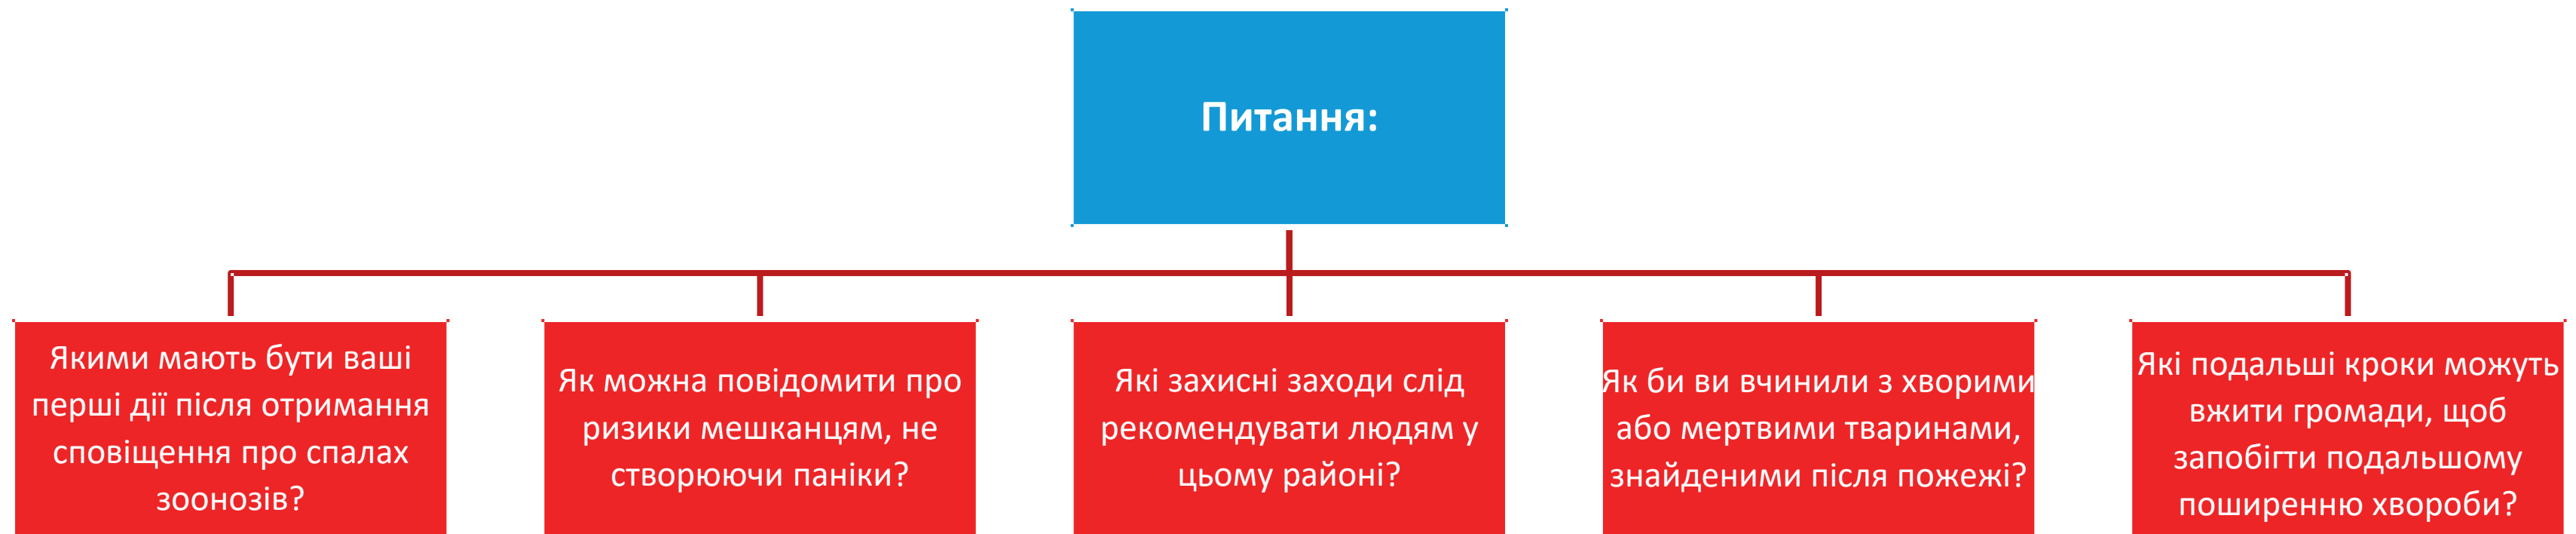 Питання:
Якими мають бути ваші
перші дії після отримання
сповіщення про спалах
зоонозів?
Як можна повідомити про
ризики мешканцям, не
створюючи паніки?
Які захисні заходи слід
рекомендувати людям у
цьому районі?
Як би ви вчинили з хворими
або мертвими тваринами,
знайденими після пожежі?
Які подальші кроки можуть
вжити громади, щоб
запобігти подальшому
поширенню хвороби?